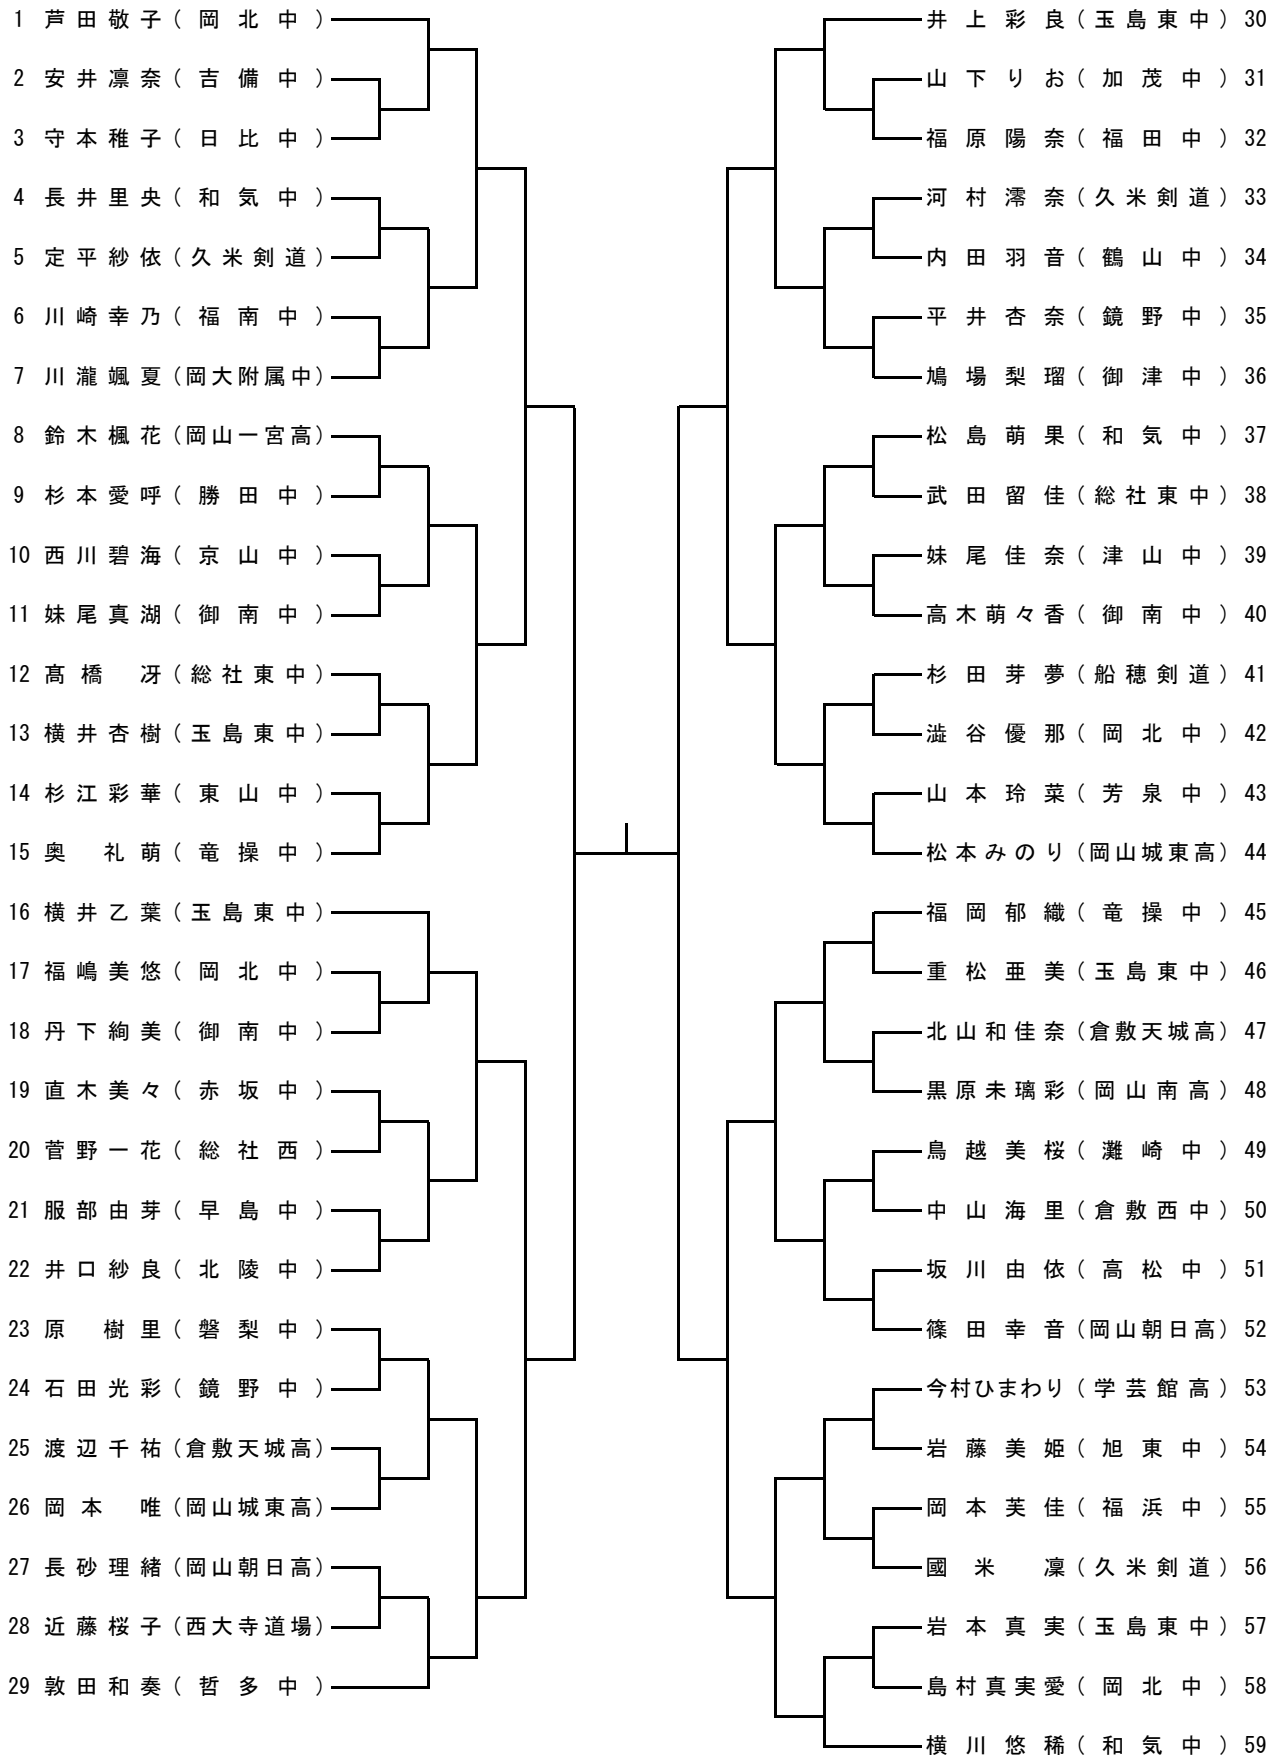 1 芦田敬子（岡北中）
2 安井凛奈（吉備中）
3 守本稚子（日比中）
4 長井里央（和気中）
5 定平紗依（久米剣道）
6 川崎幸乃（福南中）
7 川瀧颯夏（岡大附属中）
8 鈴木楓花（岡山一宮高）
9 杉本愛呼（勝田中）
10 西川碧海（京山中）
11 妹尾真湖（御南中）
12 髙橋　冴（総社東中）
13 横井杏樹（玉島東中）
14 杉江彩華（東山中）
15 奥　礼萌（竜操中）
16 横井乙葉（玉島東中）
17 福嶋美悠（岡北中）
18 丹下絢美（御南中）
19 直木美々（赤坂中）
20 菅野一花（総社西）
21 服部由芽（早島中）
22 井口紗良（北陵中）
23 原　樹里（磐梨中）
24 石田光彩（鏡野中）
25 渡辺千祐（倉敷天城高）
26 岡本　唯（岡山城東高）
27 長砂理緒（岡山朝日高）
28 近藤桜子（西大寺道場）
29 敦田和奏（哲多中）
井上彩良（玉島東中）30
山下りお（加茂中）31
福原陽奈（福田中）32
河村澪奈（久米剣道）33
内田羽音（鶴山中）34
平井杏奈（鏡野中）35
鳩場梨瑠（御津中）36
松島萌果（和気中）37
武田留佳（総社東中）38
妹尾佳奈（津山中）39
高木萌々香（御南中）40
杉田芽夢（船穂剣道）41
澁谷優那（岡北中）42
山本玲菜（芳泉中）43
松本みのり（岡山城東高）44
福岡郁織（竜操中）45
重松亜美（玉島東中）46
北山和佳奈（倉敷天城高）47
黒原未璃彩（岡山南高）48
鳥越美桜（灘崎中）49
中山海里（倉敷西中）50
坂川由依（高松中）51
篠田幸音（岡山朝日高）52
今村ひまわり（学芸館高）53
岩藤美姫（旭東中）54
岡本芙佳（福浜中）55
國米　凜（久米剣道）56
岩本真実（玉島東中）57
島村真実愛（岡北中）58
横川悠稀（和気中）59